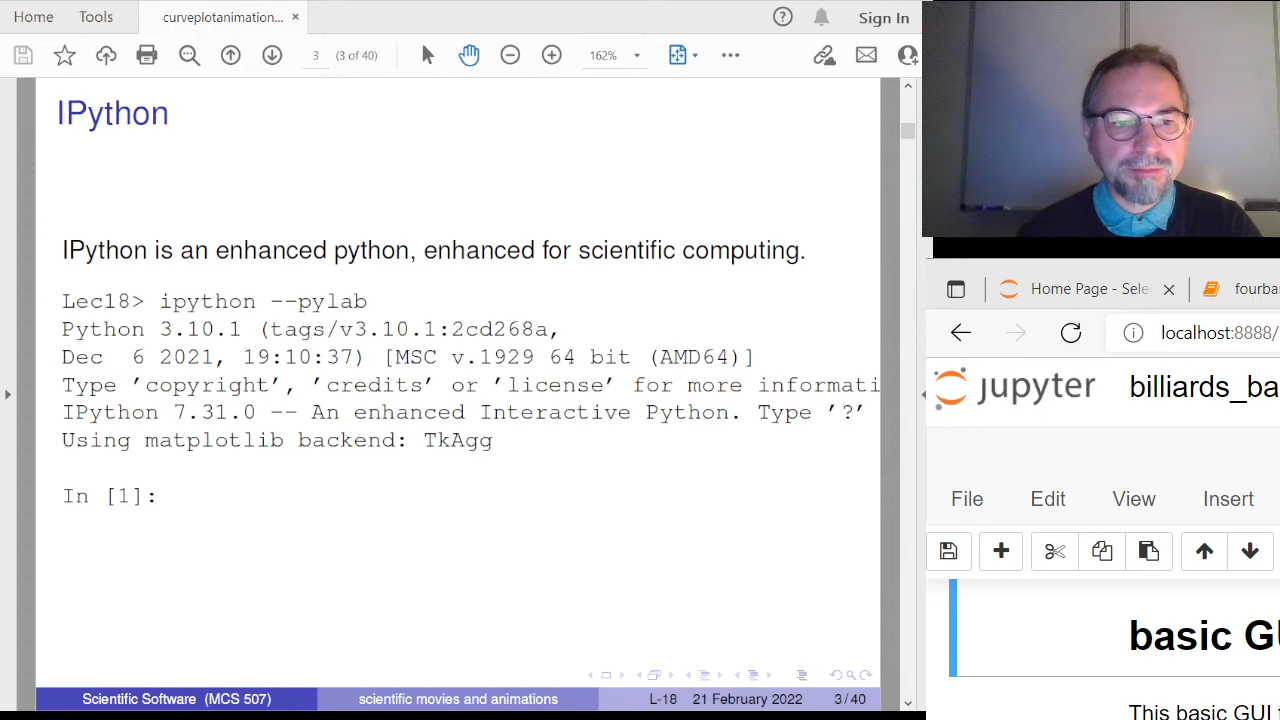 Home Tools curveplotanimation... ×
? Sign In
3 (3 of 40) 162%
IPython
IPython is an enhanced python, enhanced for scientific computing.
Lec18> ipython --pylab
Python 3.10.1 (tags/v3.10.1:2cd268a,
Dec  6 2021, 19:10:37) [MSC v.1929 64 bit (AMD64)]
Type ’copyright’, ’credits’ or ’license’ for more informati
IPython 7.31.0 -- An enhanced Interactive Python. Type ’?’
Using matplotlib backend: TkAgg
In [1]:
Scientific Software (MCS 507) scientific movies and animations L-18 21 February 2022 3 / 40
Home Page - Sele × fourba
localhost:8888/
jupyter billiards_ba
File Edit View Insert
basic GU
This basic GUI